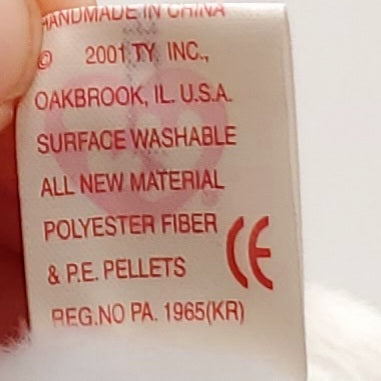 HANDMADE IN CHINA
© 2001 TY, INC.,
OAKBROOK, IL. U.S.A.
SURFACE WASHABLE
ALL NEW MATERIAL
POLYESTER FIBER
& P.E. PELLETS CE
REG.NO PA. 1965(KR)